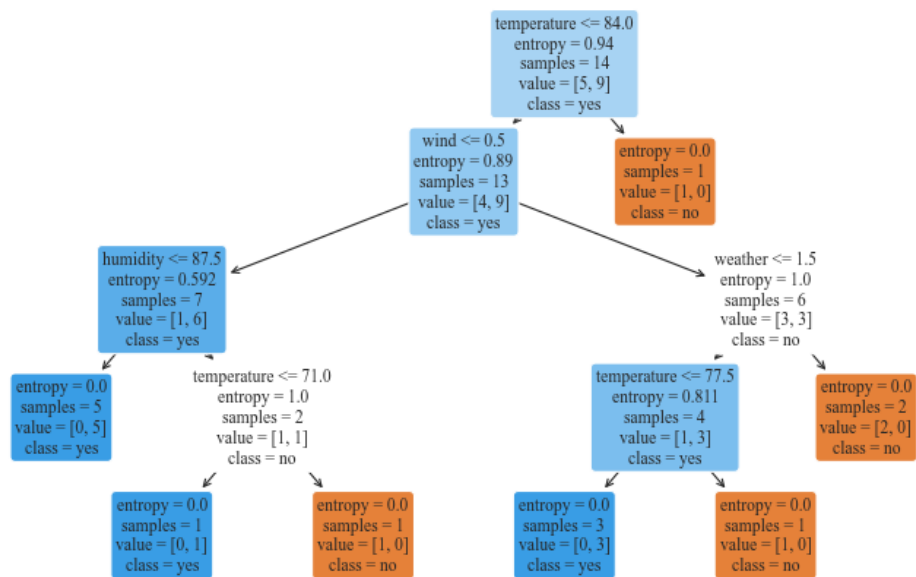 temperature <= 84.0
entropy = 0.94
samples = 14
value = [5, 9]
class = yes
wind <= 0.5
entropy = 0.89
samples = 13
value = [4, 9]
class = yes
entropy = 0.0
samples = 1
value = [1, 0]
class = no
humidity <= 87.5
entropy = 0.592
samples = 7
value = [1, 6]
class = yes
weather <= 1.5
entropy = 1.0
samples = 6
value = [3, 3]
class = no
entropy = 0.0
samples = 5
value = [0, 5]
class = yes
temperature <= 71.0
entropy = 1.0
samples = 2
value = [1, 1]
class = no
temperature <= 77.5
entropy = 0.811
samples = 4
value = [1, 3]
class = yes
entropy = 0.0
samples = 2
value = [2, 0]
class = no
entropy = 0.0
samples = 1
value = [0, 1]
class = yes
entropy = 0.0
samples = 1
value = [1, 0]
class = no
entropy = 0.0
samples = 3
value = [0, 3]
class = yes
entropy = 0.0
samples = 1
value = [1, 0]
class = no